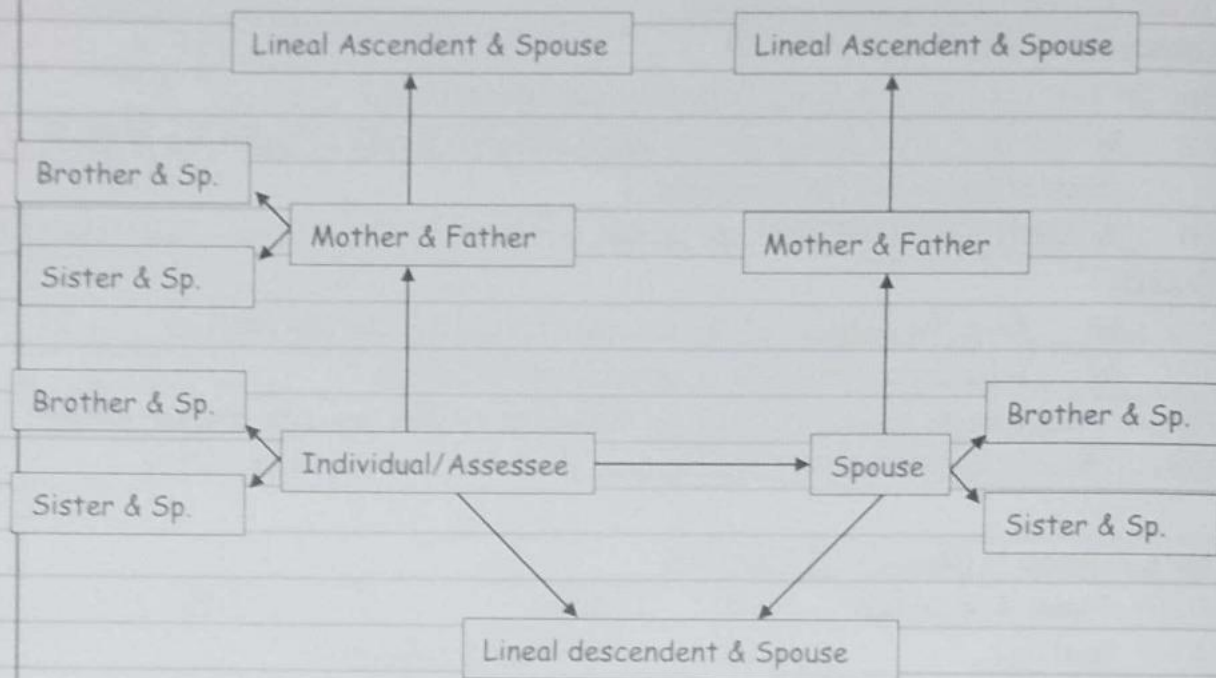 Lineal Ascendent & Spouse
Lineal Ascendent & Spouse
Brother & Sp.
Mother & Father
Mother & Father
Sister & Sp.
Brother & Sp.
Brother & Sp.
Individual/Assessee
Spouse
Sister & Sp.
Sister & Sp.
Lineal descendent & Spouse